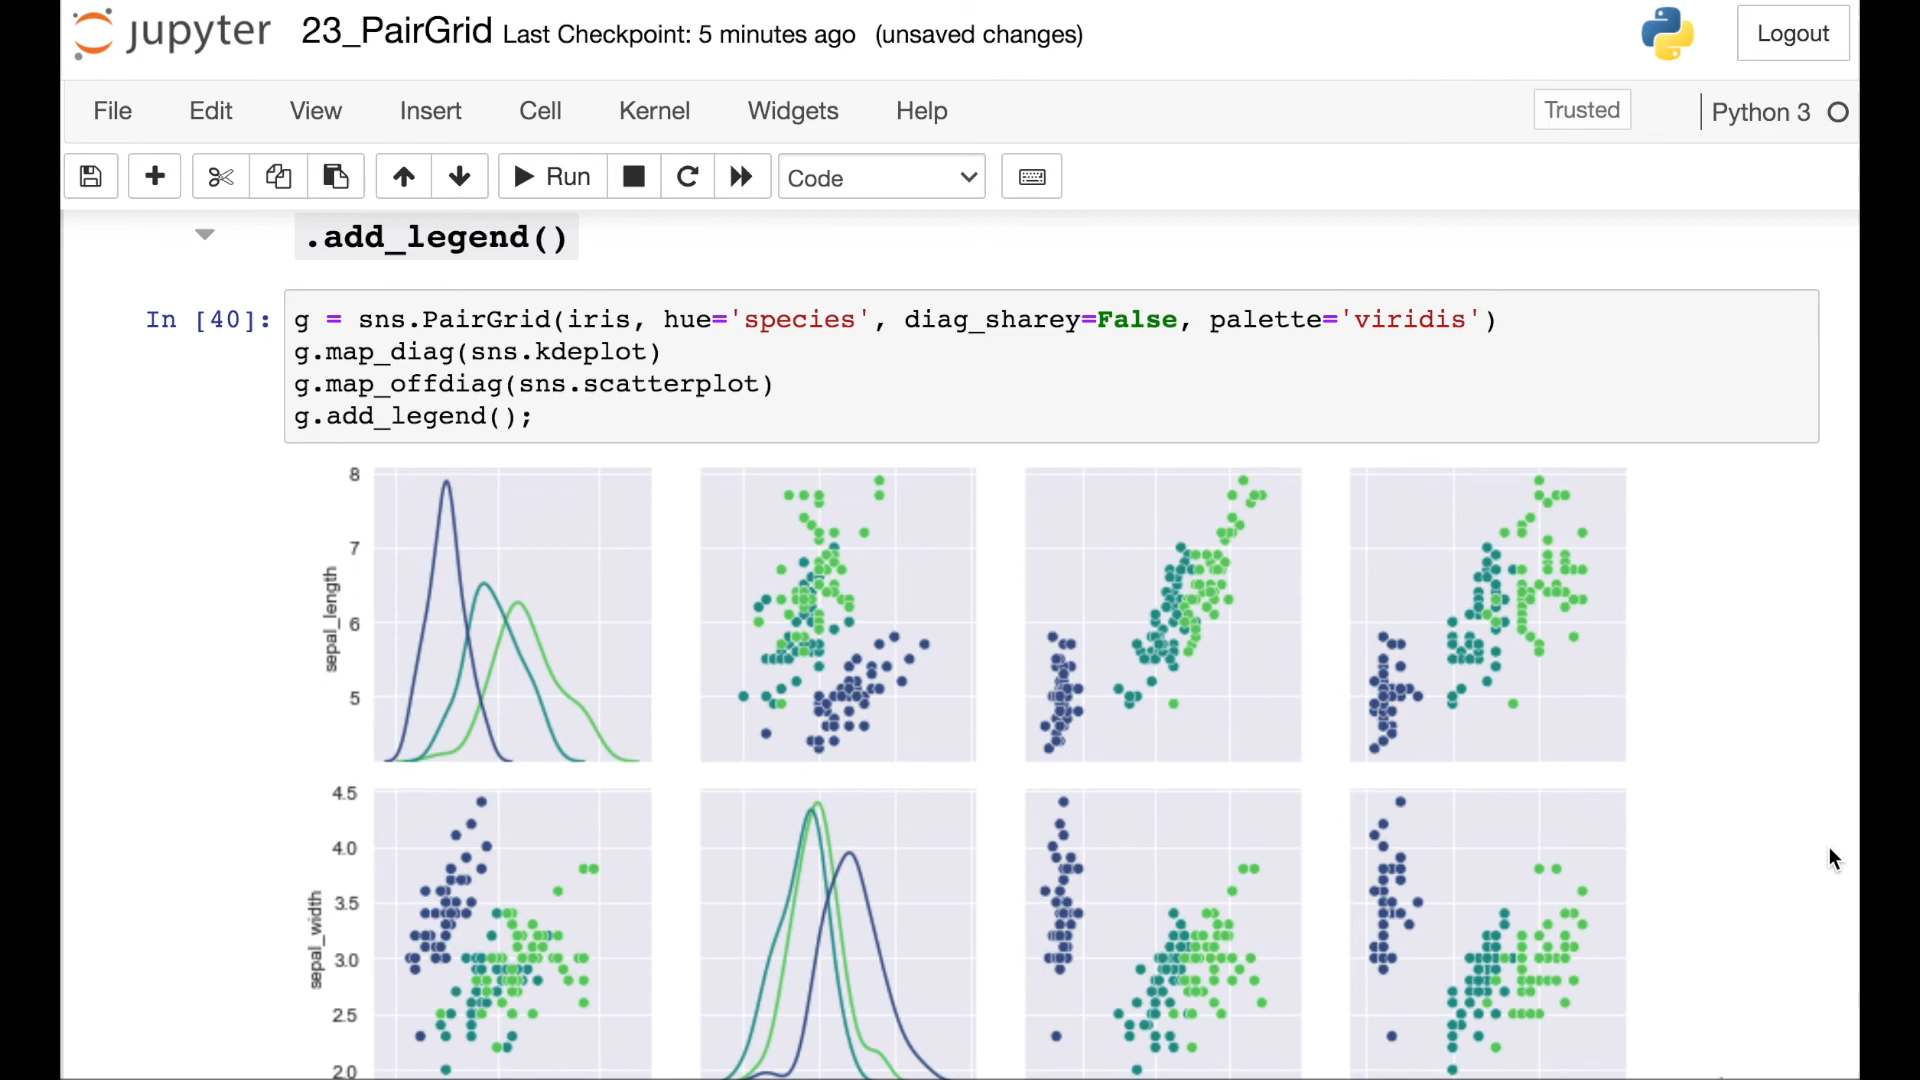 jupyter 23_PairGrid Last Checkpoint: 5 minutes ago (unsaved changes) Logout
File Edit View Insert Cell Kernel Widgets Help Trusted Python 3
Run Code
.add_legend()
In [40]: g = sns.PairGrid(iris, hue='species', diag_sharey=False, palette='viridis')
g.map_diag(sns.kdeplot)
g.map_offdiag(sns.scatterplot)
g.add_legend();
8
7
sepal_length
6
5
4.5
4.0
3.5
sepal_width
3.0
2.5
2.0